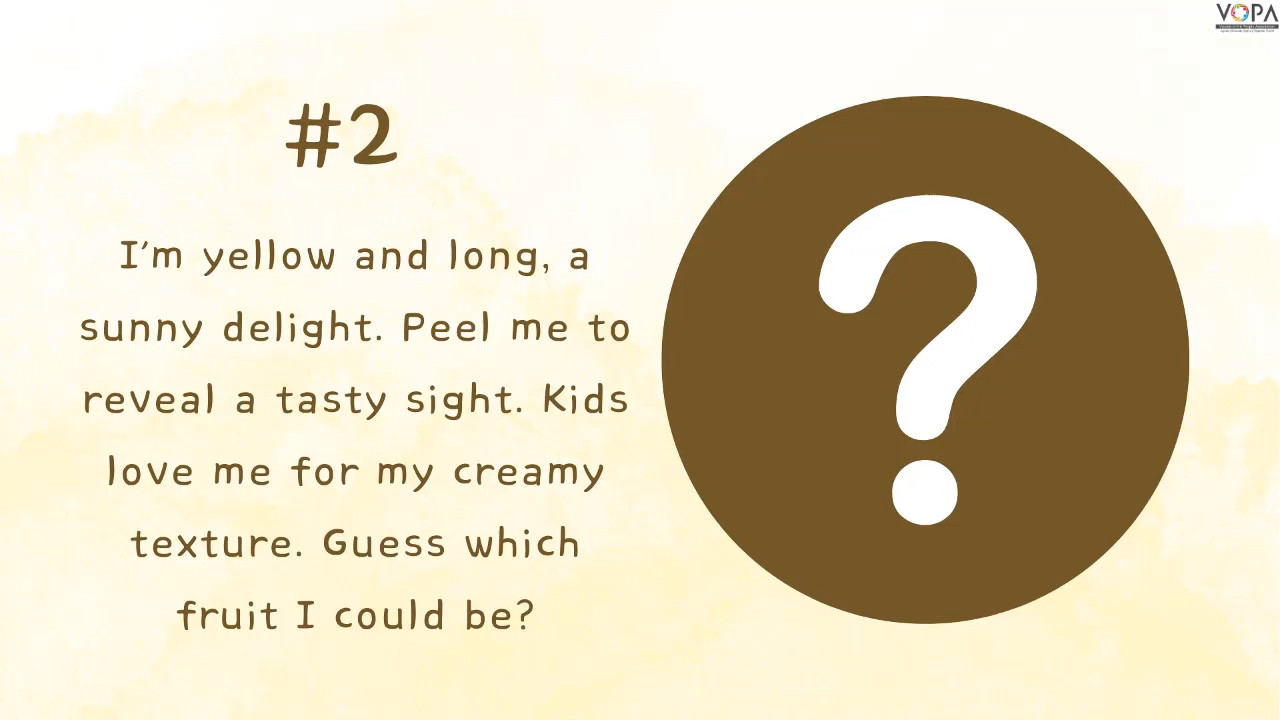 VOPA
#2
I'm yellow and long, a
sunny delight. Peel me to
reveal a tasty sight. Kids
love me for my creamy
texture. Guess which
fruit I could be?
?